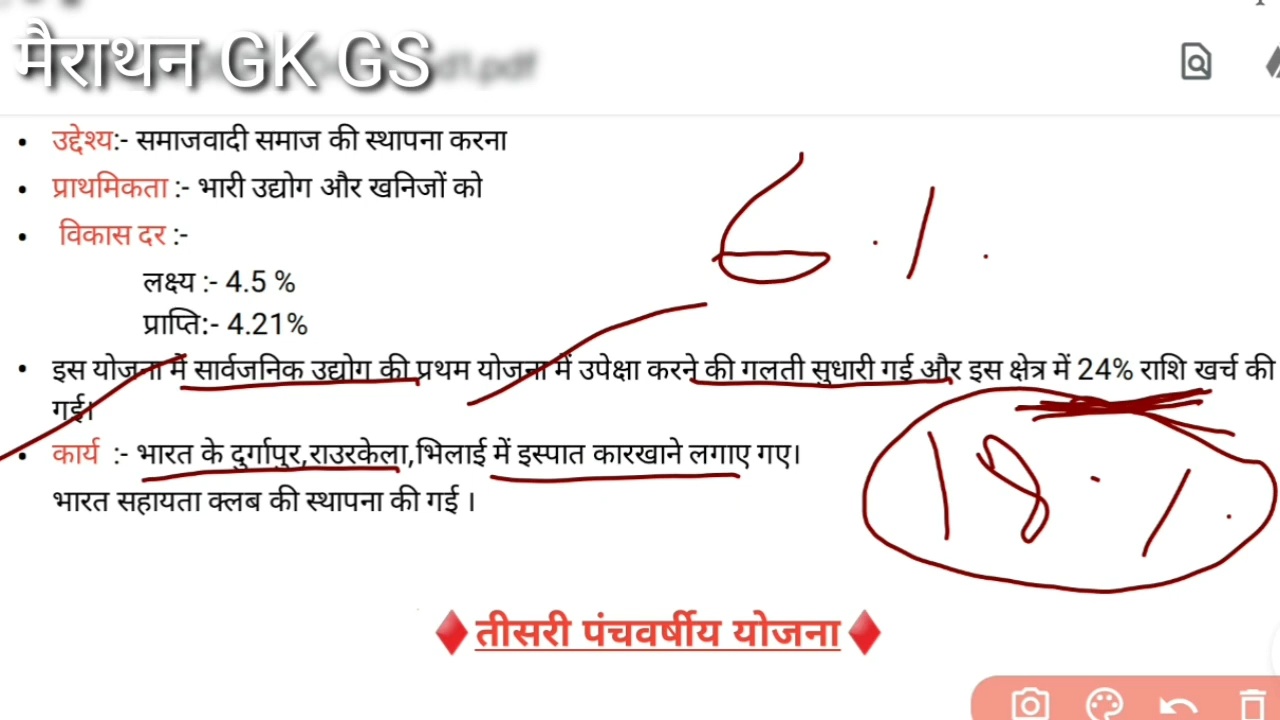 मैराथन GK GS
d1.pdf
• उद्देश्य:- समाजवादी समाज की स्थापना करना
• प्राथमिकता :- भारी उद्योग और खनिजों को
• विकास दर :-
लक्ष्य :- 4.5 %
प्राप्ति:- 4.21%
6 %
• इस योजना में सार्वजनिक उद्योग की प्रथम योजना में उपेक्षा करने की गलती सुधारी गई और इस क्षेत्र में 24% राशि खर्च की
गई।
• कार्य :- भारत के दुर्गापुर,राउरकेला,भिलाई में इस्पात कारखाने लगाए गए।
18 %
भारत सहायता क्लब की स्थापना की गई ।
♦तीसरी पंचवर्षीय योजना♦